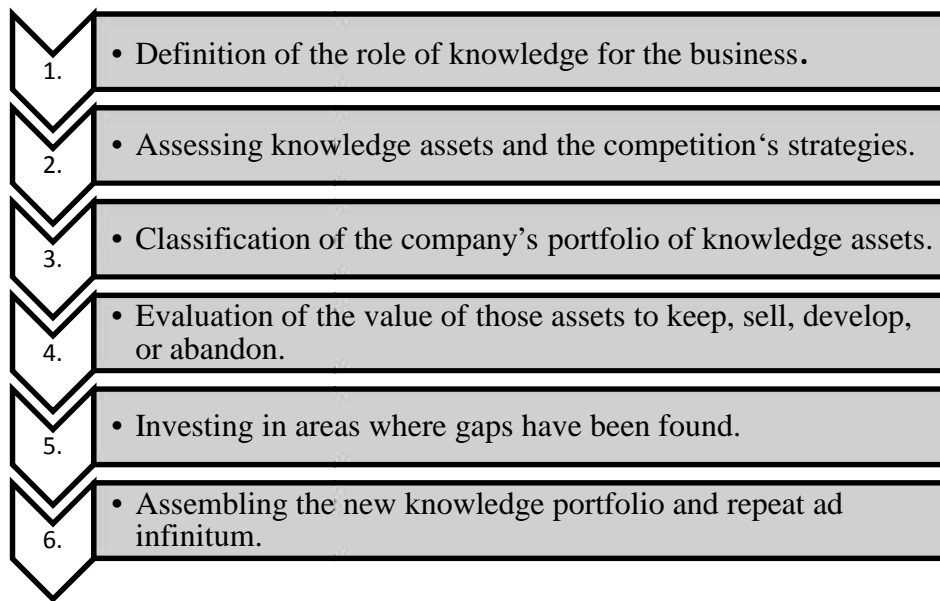 1.
• Definition of the role of knowledge for the business.
2.
• Assessing knowledge assets and the competition‘s strategies.
3.
• Classification of the company’s portfolio of knowledge assets.
4.
• Evaluation of the value of those assets to keep, sell, develop,
or abandon.
5.
• Investing in areas where gaps have been found.
6.
• Assembling the new knowledge portfolio and repeat ad
infinitum.